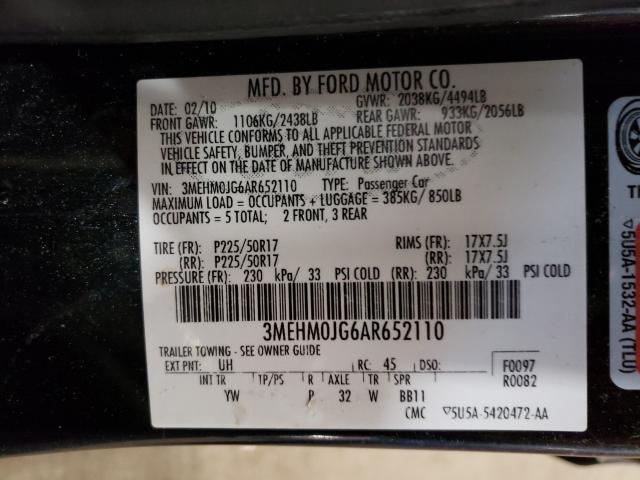 MFD. BY FORD MOTOR CO.
DATE: 02/10 GVWR: 2038KG/4494LB
FRONT GAWR: 1106KG/2438LB REAR GAWR: 933KG/2056LB
THIS VEHICLE CONFORMS TO ALL APPLICABLE FEDERAL MOTOR
VEHICLE SAFETY, BUMPER, AND THEFT PREVENTION STANDARDS
IN EFFECT ON THE DATE OF MANUFACTURE SHOWN ABOVE.
VIN: 3MEHM0JG6AR652110 TYPE: Passenger Car
MAXIMUM LOAD = OCCUPANTS + LUGGAGE = 385KG/ 850LB
OCCUPANTS = 5 TOTAL; 2 FRONT, 3 REAR
TIRE (FR): P225/50R17 RIMS (FR): 17X7.5J
(RR): P225/50R17 (RR): 17X7.5J
PRESSURE (FR): 230 kPa/ 33 PSI COLD (RR): 230 kPa/ 33 PSI COLD
3MEHM0JG6AR652110
TRAILER TOWING - SEE OWNER GUIDE
EXT PNT: UH RC: 45 DSO: F0097
R0082
INT TR TP/PS R AXLE TR SPR
YW P 32 W BB11
CMC 5U5A-5420472-AA
5U5A-1532-AA (TL0)